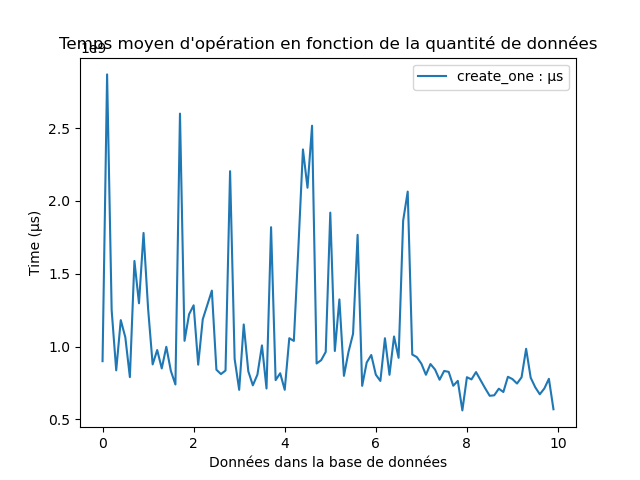 Temps moyen d'opération en fonction de la quantité de données
1e9
create_one : µs
2.5
2.0
1.5
1.0
0.5
Time (µs)
0 2 4 6 8 10
Données dans la base de données